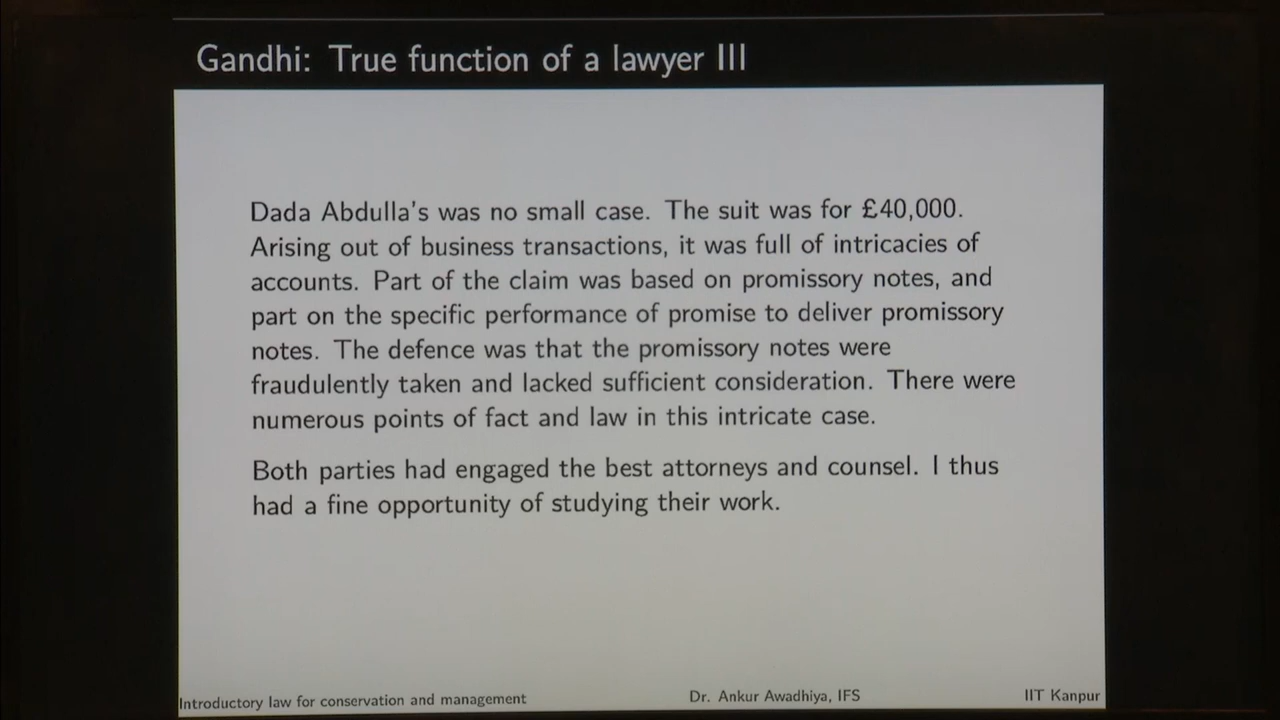 Gandhi: True function of a lawyer III
Dada Abdulla's was no small case. The suit was for £40,000.
Arising out of business transactions, it was full of intricacies of
accounts. Part of the claim was based on promissory notes, and
part on the specific performance of promise to deliver promissory
notes. The defence was that the promissory notes were
fraudulently taken and lacked sufficient consideration. There were
numerous points of fact and law in this intricate case.
Both parties had engaged the best attorneys and counsel. I thus
had a fine opportunity of studying their work.
Introductory law for conservation and management Dr. Ankur Awadhiya, IFS IIT Kanpur